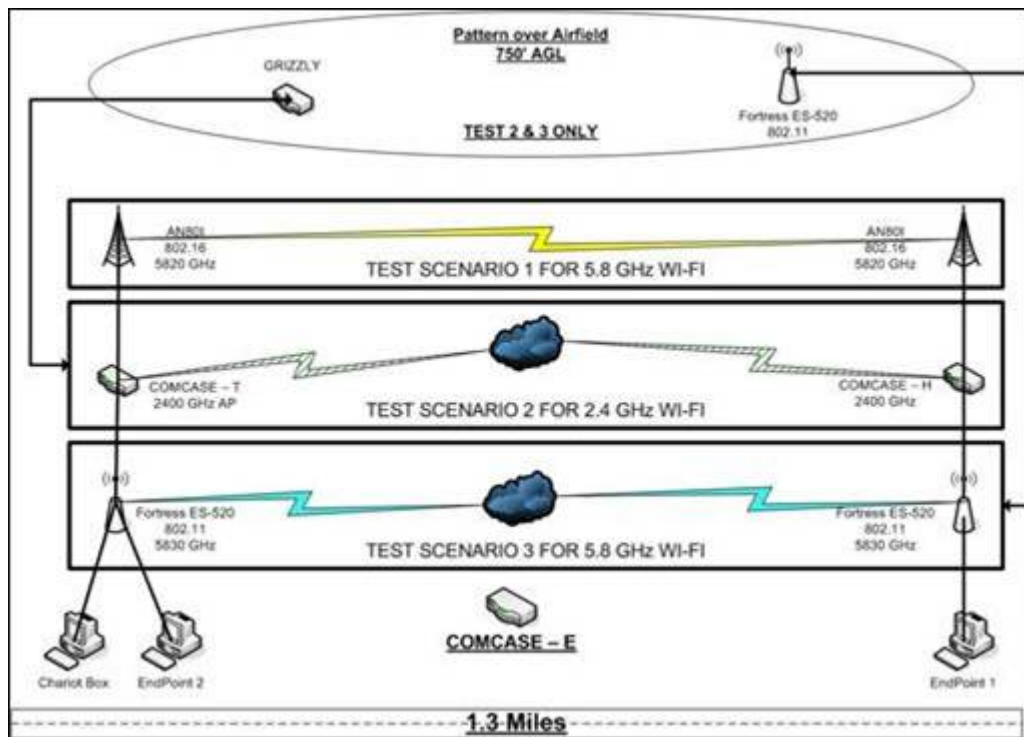 Pattern over Airfield
750' AGL
GRIZZLY
Fortress ES-520
802.11
TEST 2 & 3 ONLY
AN80I
802.16
5820 GHz
AN80I
802.16
5820 GHz
TEST SCENARIO 1 FOR 5.8 GHz WI-FI
COMCASE – T
2400 GHz AP
COMCASE – H
2400 GHz
TEST SCENARIO 2 FOR 2.4 GHz WI-FI
Fortress ES-520
802.11
5830 GHz
Fortress ES-520
802.11
5830 GHz
TEST SCENARIO 3 FOR 5.8 GHz WI-FI
COMCASE – E
Chariot Box
EndPoint 2
EndPoint 1
1.3 Miles